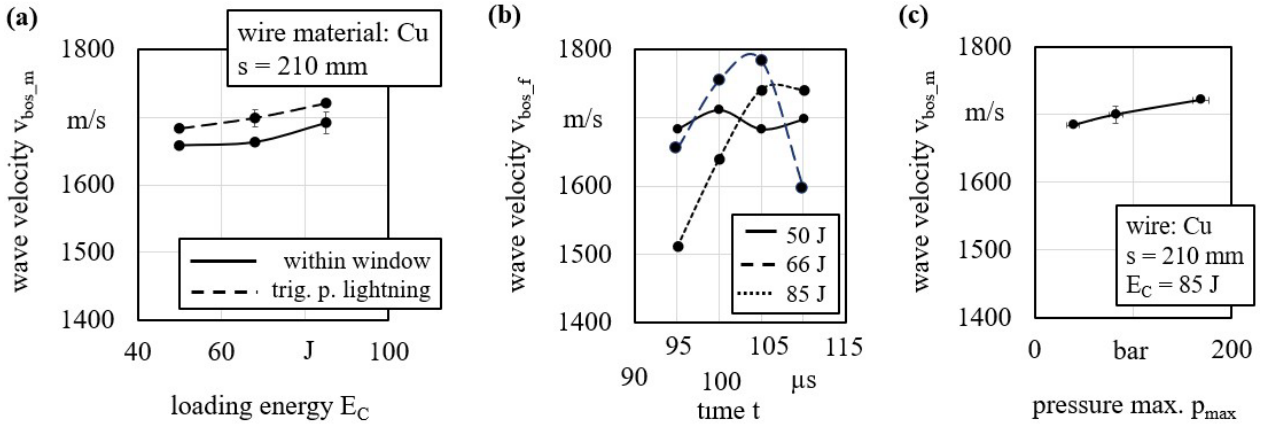 (a)
wave velocity v_bos_m
1800
m/s
1600
1500
1400
wire material: Cu
s = 210 mm
within window
trig. p. lightning
40
60
J
100
loading energy E_C
(b)
wave velocity v_bos_f
1800
m/s
1600
1500
1400
50 J
66 J
85 J
95
105
115
90
100
µs
tıme t
(c)
wave velocity v_bos_m
1800
m/s
1600
1500
1400
wire: Cu
s = 210 mm
E_C = 85 J
0
bar
200
pressure max. p_max